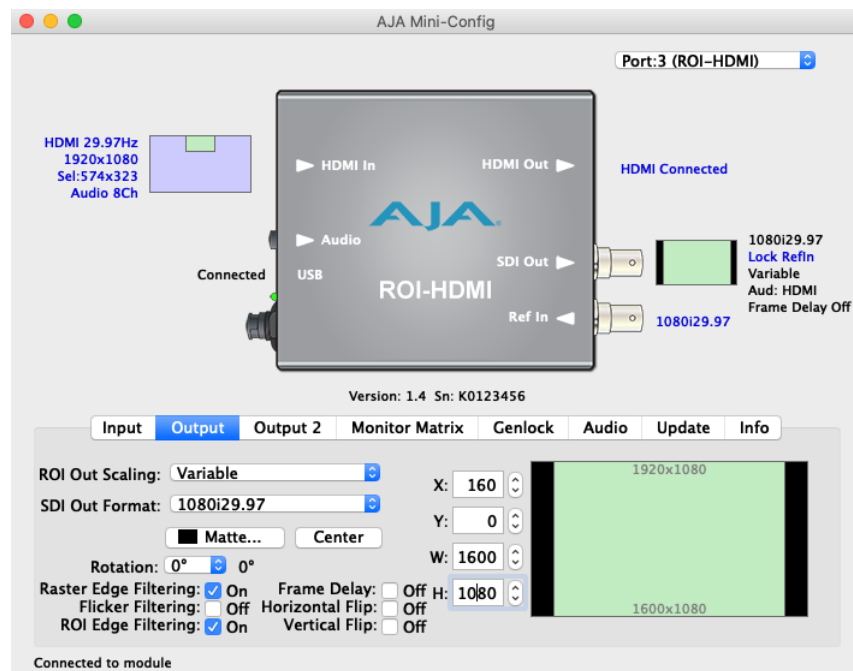 AJA Mini-Config
Port:3 (ROI-HDMI)
HDMI 29.97Hz
1920x1080
Sel:574x323
Audio 8Ch
HDMI In
HDMI Out
HDMI Connected
AJA
Audio
USB
Connected
SDI Out
ROI-HDMI
Ref In
1080i29.97
Lock RefIn
Variable
Aud: HDMI
Frame Delay Off
1080i29.97
Version: 1.4 Sn: K0123456
Input Output Output 2 Monitor Matrix Genlock Audio Update Info
ROI Out Scaling: Variable
SDI Out Format: 1080i29.97
Matte... Center
Rotation: 0° 0°
Raster Edge Filtering: On Frame Delay: Off
Flicker Filtering: Off Horizontal Flip: Off
ROI Edge Filtering: On Vertical Flip: Off
X: 160
Y: 0
W: 1600
H: 1080
1920x1080
1600x1080
Connected to module